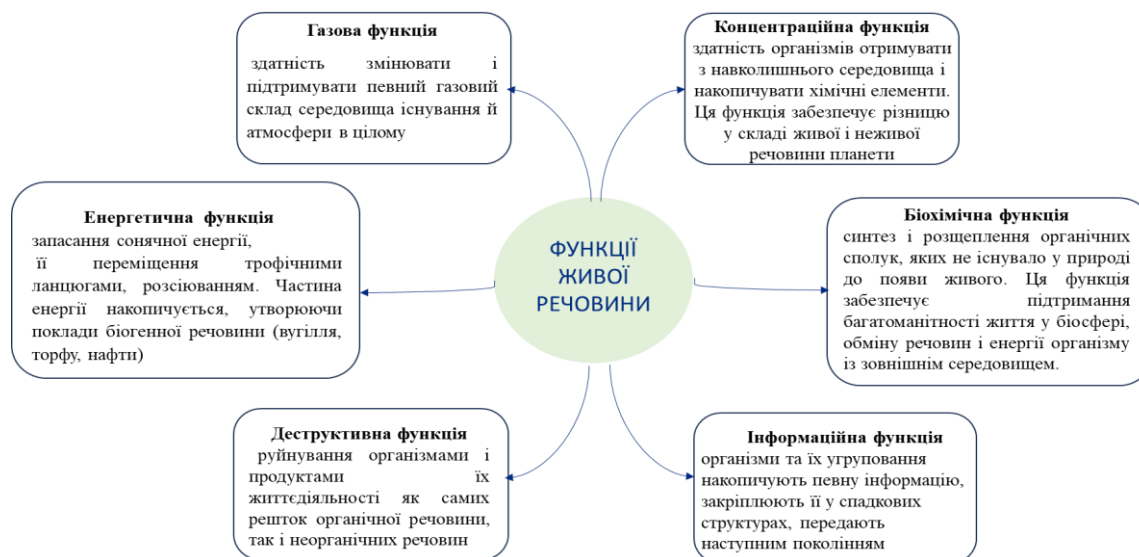 Газова функція
здатність змінювати і
підтримувати певний газовий
склад середовища існування й
атмосфери в цілому
Концентраційна функція
здатність організмів отримувати
з навколишнього середовища і
накопичувати хімічні елементи.
Ця функція забезпечує різницю
у складі живої і неживої
речовини планети
Енергетична функція
запасання сонячної енергії,
її переміщення трофічними
ланцюгами, розсіюванням. Частина
енергії накопичується, утворюючи
поклади біогенної речовини (вугілля,
торфу, нафти)
ФУНКЦІЇ
ЖИВОЇ
РЕЧОВИНИ
Біохімічна функція
синтез і розщеплення органічних
сполук, яких не існувало у природі
до появи живого. Ця функція
забезпечує підтримання
багатоманітності життя у біосфері,
обміну речовин і енергії організму
із зовнішнім середовищем.
Деструктивна функція
руйнування організмами і
продуктами їх
життєдіяльності як самих
решток органічної речовини,
так і неорганічних речовин
Інформаційна функція
організми та їх угруповання
накопичують певну інформацію,
закріплюють її у спадкових
структурах, передають
наступним поколінням